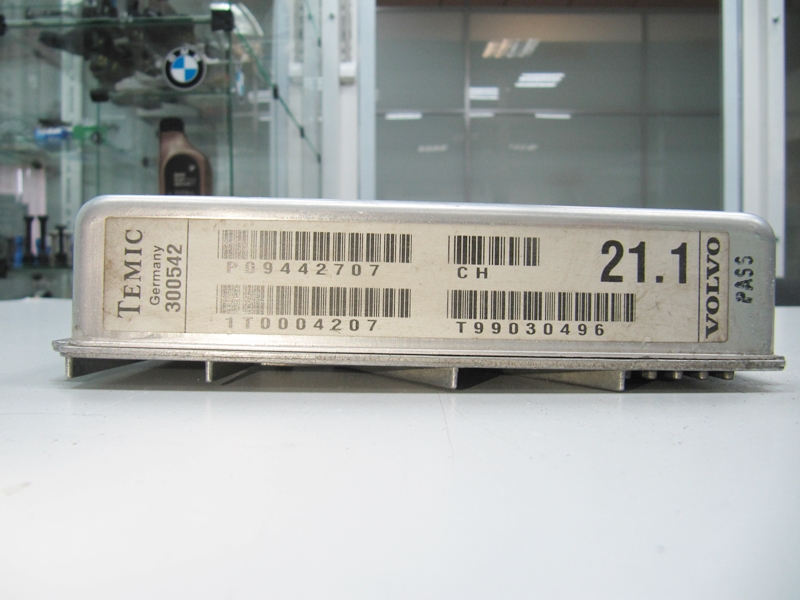 TEMIC
Germany
300542
P09442707
CH
21.1
1T0004207
T99030496
VOLVO
PASS